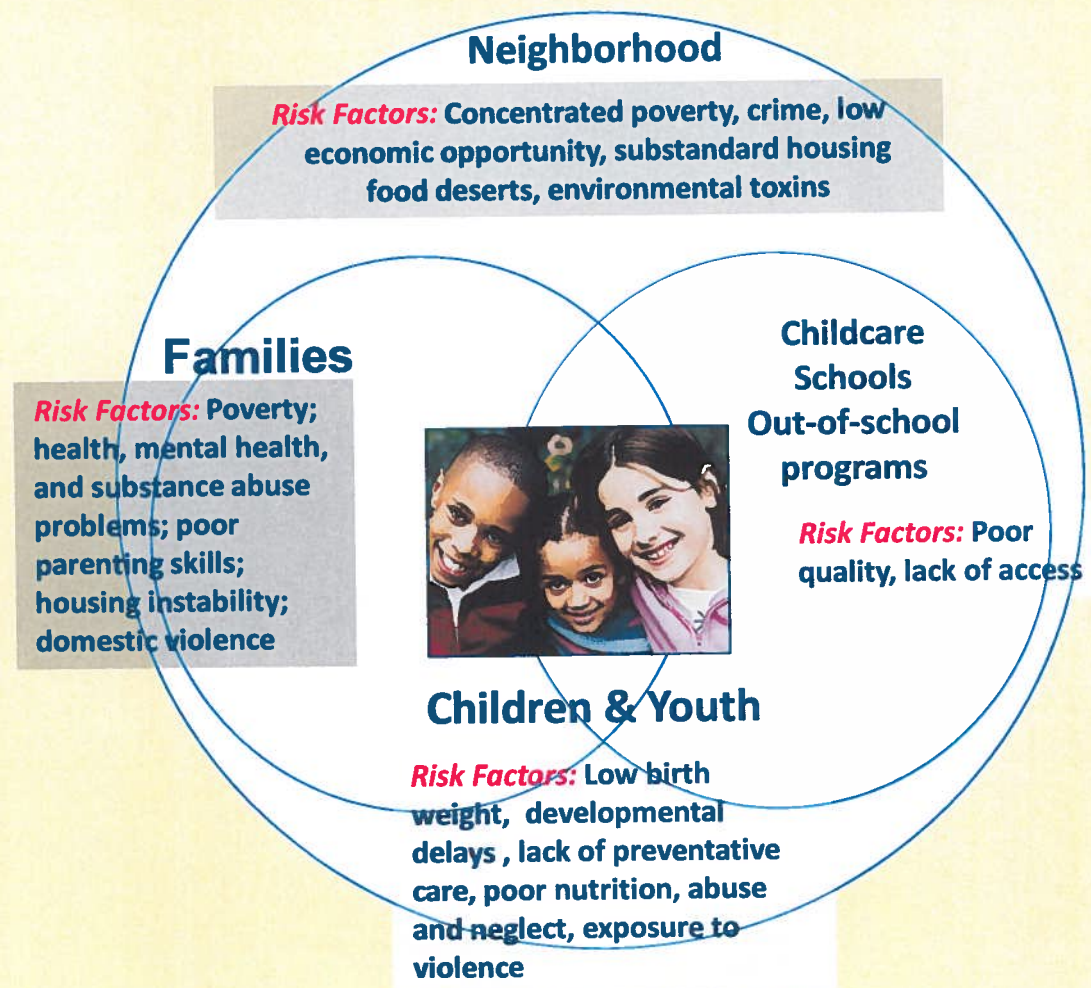 Neighborhood
Risk Factors: Concentrated poverty, crime, low
economic opportunity, substandard housing
food deserts, environmental toxins
Families
Risk Factors: Poverty;
health, mental health,
and substance abuse
problems; poor
parenting skills;
housing instability;
domestic violence
Childcare
Schools
Out-of-school
programs
Risk Factors: Poor
quality, lack of access
Children & Youth
Risk Factors: Low birth
weight, developmental
delays , lack of preventative
care, poor nutrition, abuse
and neglect, exposure to
violence